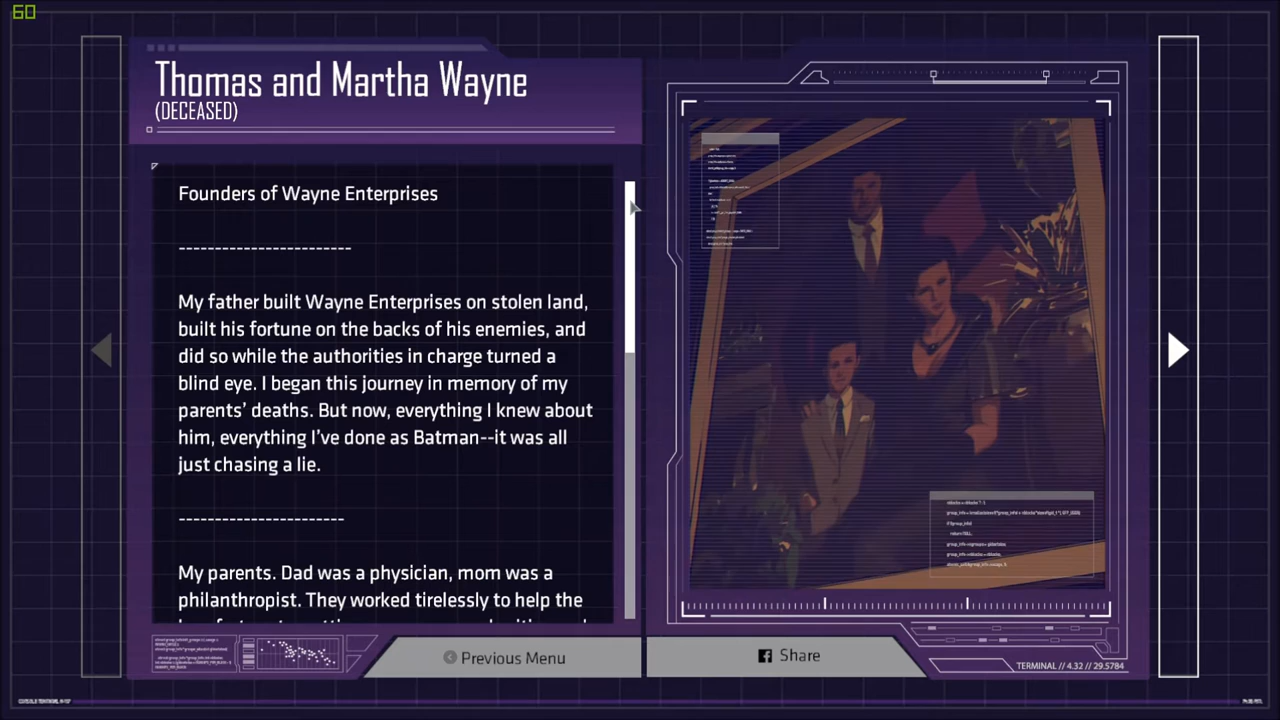 60
Thomas and Martha Wayne
(DECEASED)
Founders of Wayne Enterprises
------------------------
My father built Wayne Enterprises on stolen land,
built his fortune on the backs of his enemies, and
did so while the authorities in charge turned a
blind eye. I began this journey in memory of my
parents’ deaths. But now, everything I knew about
him, everything I’ve done as Batman--it was all
just chasing a lie.
-----------------------
My parents. Dad was a physician, mom was a
philanthropist. They worked tirelessly to help the
Previous Menu
Share
TERMINAL // 4.32 // 29.5784